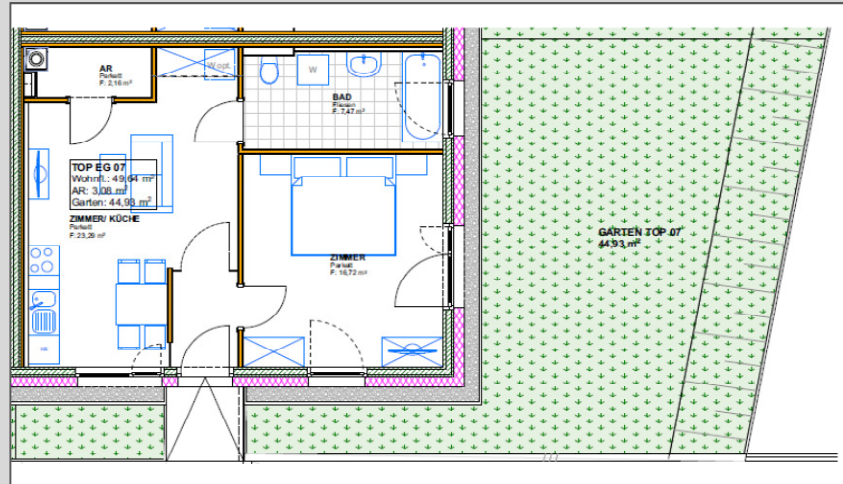 AR
Parkett
F: 2,16 m²
W opt.
W
BAD
Fliesen
F: 7,47 m²
TOP EG 07
Wohnfl.: 49,64 m²
AR: 3,08 m²
Garten: 44,93 m²
ZIMMER/ KÜCHE
Parkett
F: 23,29 m²
ZIMMER
Parkett
F: 16,72 m²
GARTEN TOP 07
44,93 m²